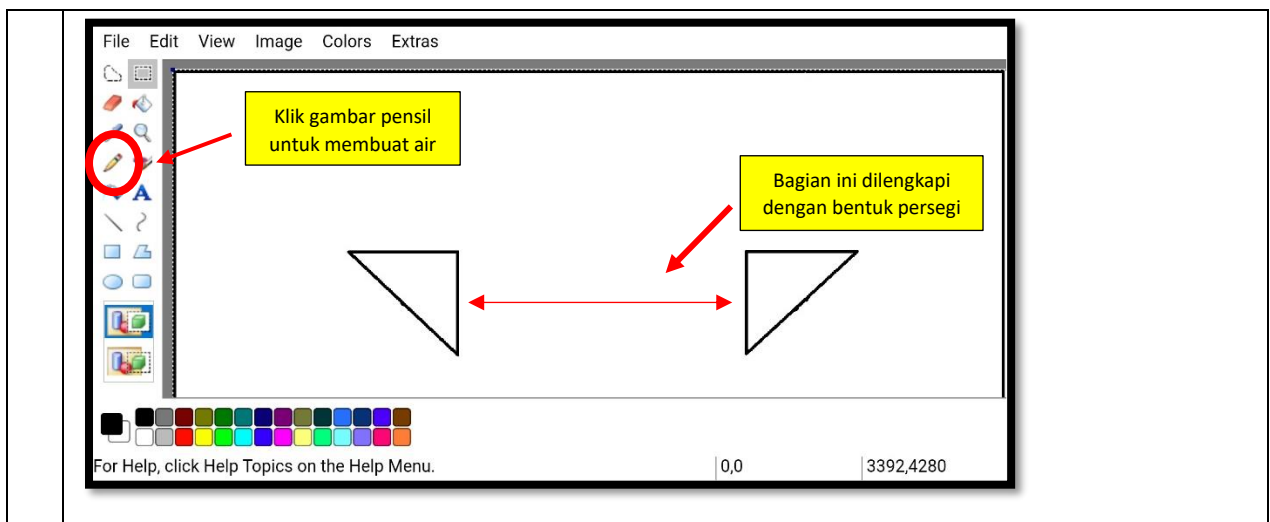 File Edit View Image Colors Extras
Klik gambar pensil
untuk membuat air
A
Bagian ini dilengkapi
dengan bentuk persegi
For Help, click Help Topics on the Help Menu.
0,0
3392,4280